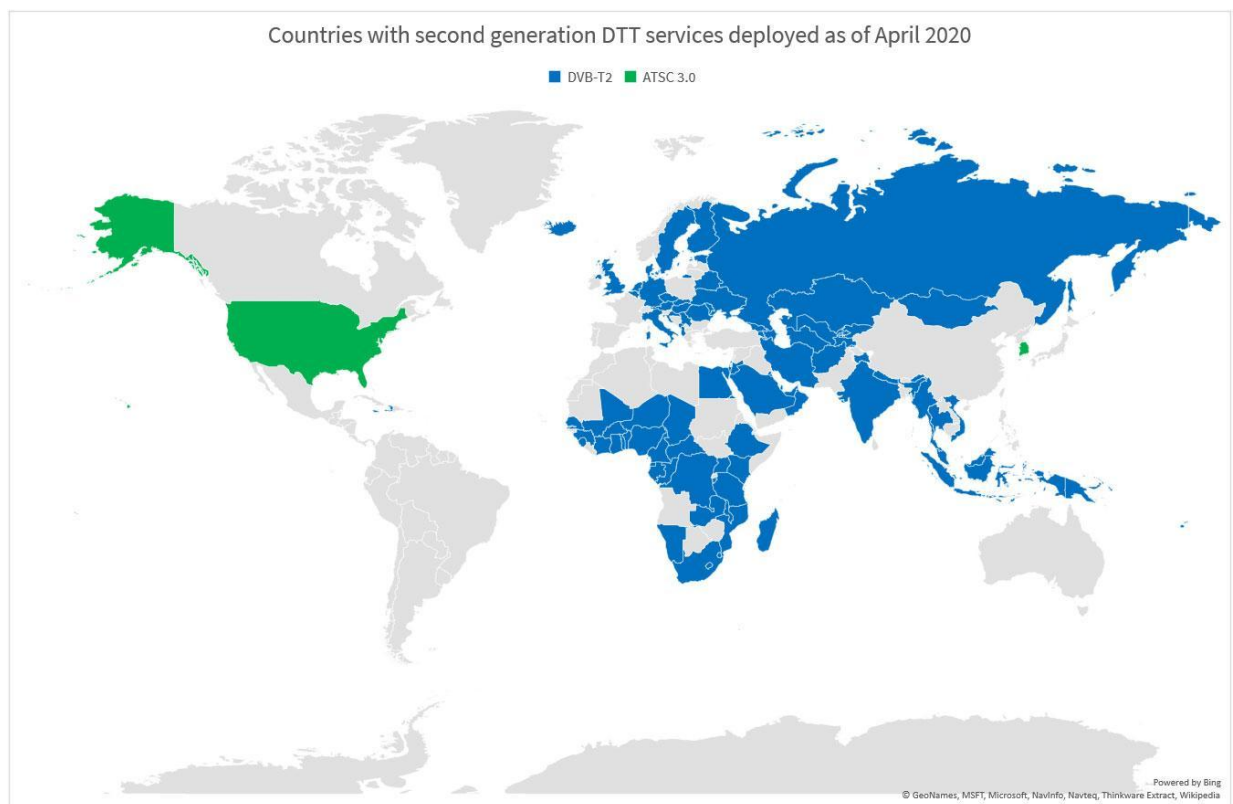 Countries with second generation DTT services deployed as of April 2020
DVB-T2 ATSC 3.0
Powered by Bing
© GeoNames, MSFT, Microsoft, NavInfo, Navteq, Thinkware Extract, Wikipedia